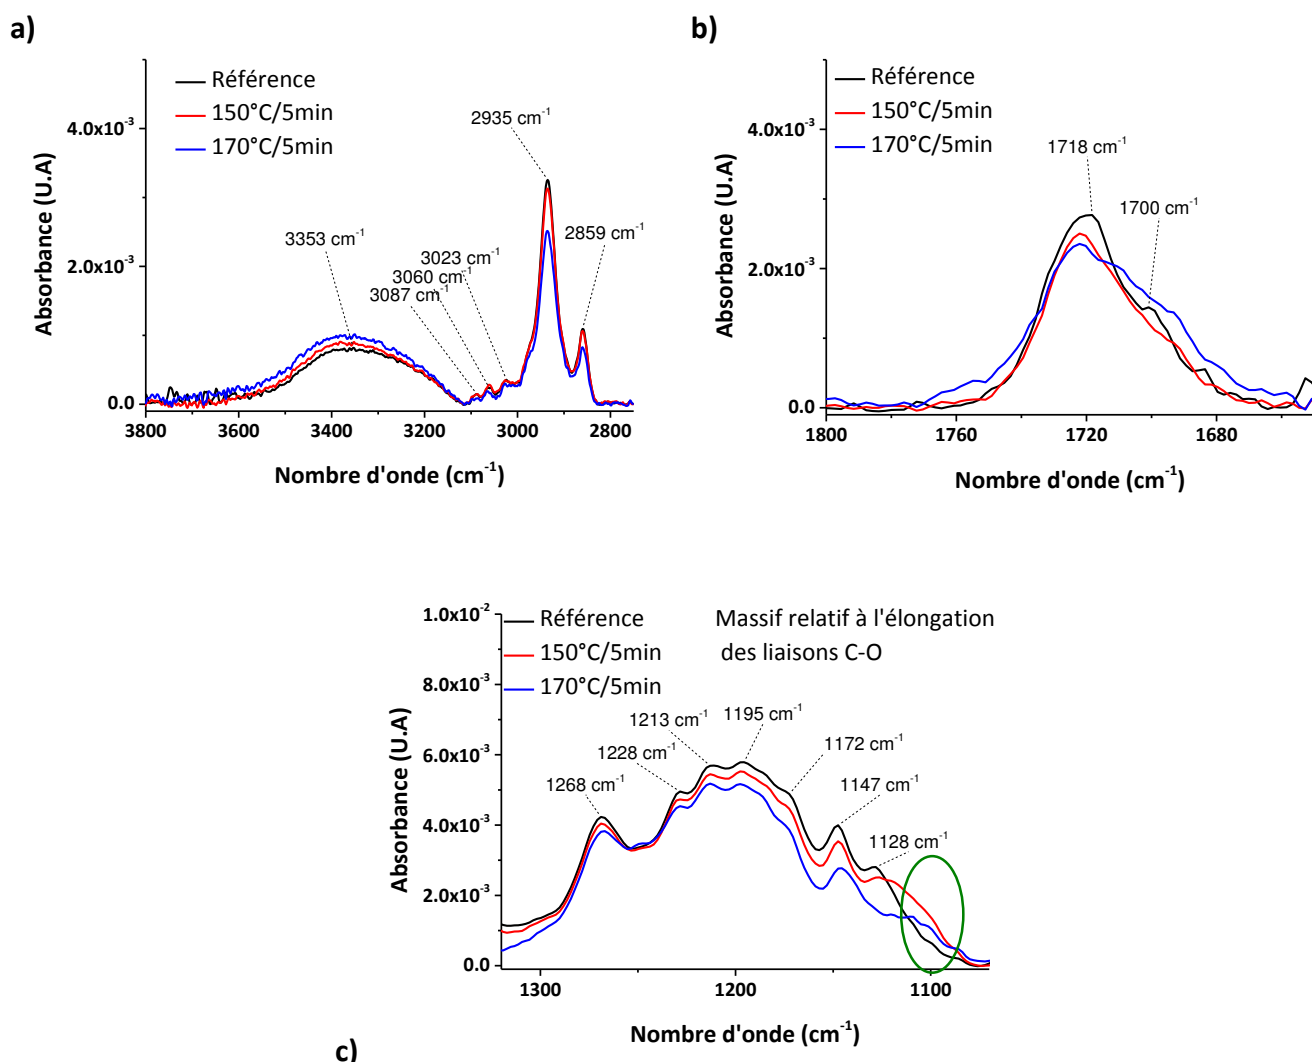 a)
Référence
150°C/5min
170°C/5min
2935 cm⁻¹
3353 cm⁻¹
3023 cm⁻¹
3060 cm⁻¹
3087 cm⁻¹
2859 cm⁻¹
4.0x10⁻³
2.0x10⁻³
0.0
Absorbance (U.A)
3800 3600 3400 3200 3000 2800
Nombre d'onde (cm⁻¹)
b)
Référence
150°C/5min
170°C/5min
1718 cm⁻¹
1700 cm⁻¹
4.0x10⁻³
2.0x10⁻³
0.0
Absorbance (U.A)
1800 1760 1720 1680
Nombre d'onde (cm⁻¹)
Référence
150°C/5min
170°C/5min
Massif relatif à l'élongation
des liaisons C-O
1268 cm⁻¹
1228 cm⁻¹
1213 cm⁻¹
1195 cm⁻¹
1172 cm⁻¹
1147 cm⁻¹
1128 cm⁻¹
1.0x10⁻²
8.0x10⁻³
6.0x10⁻³
4.0x10⁻³
2.0x10⁻³
0.0
Absorbance (U.A)
1300 1200 1100
Nombre d'onde (cm⁻¹)
c)